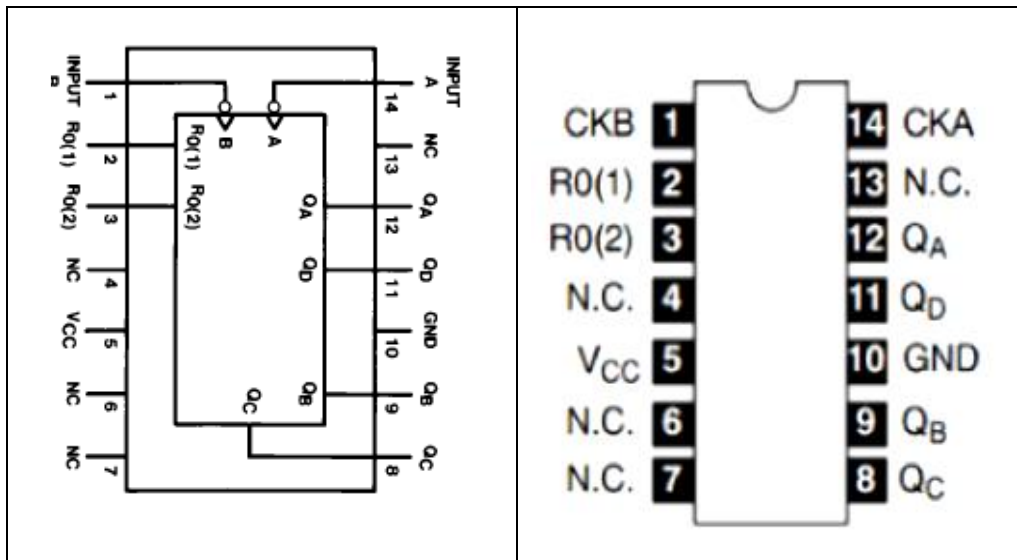 INPUT
1
R0(1)
2
R0(2)
3
NC
4
VCC
5
NC
6
NC
7
INPUT
A
14
NC
13
QA
12
QD
11
GND
10
QB
9
QC
8
B
A
R0(1)
R0(2)
QA
QD
QB
QC
CKB 1 14 CKA
R0(1) 2 13 N.C.
R0(2) 3 12 QA
N.C. 4 11 QD
VCC 5 10 GND
N.C. 6 9 QB
N.C. 7 8 QC